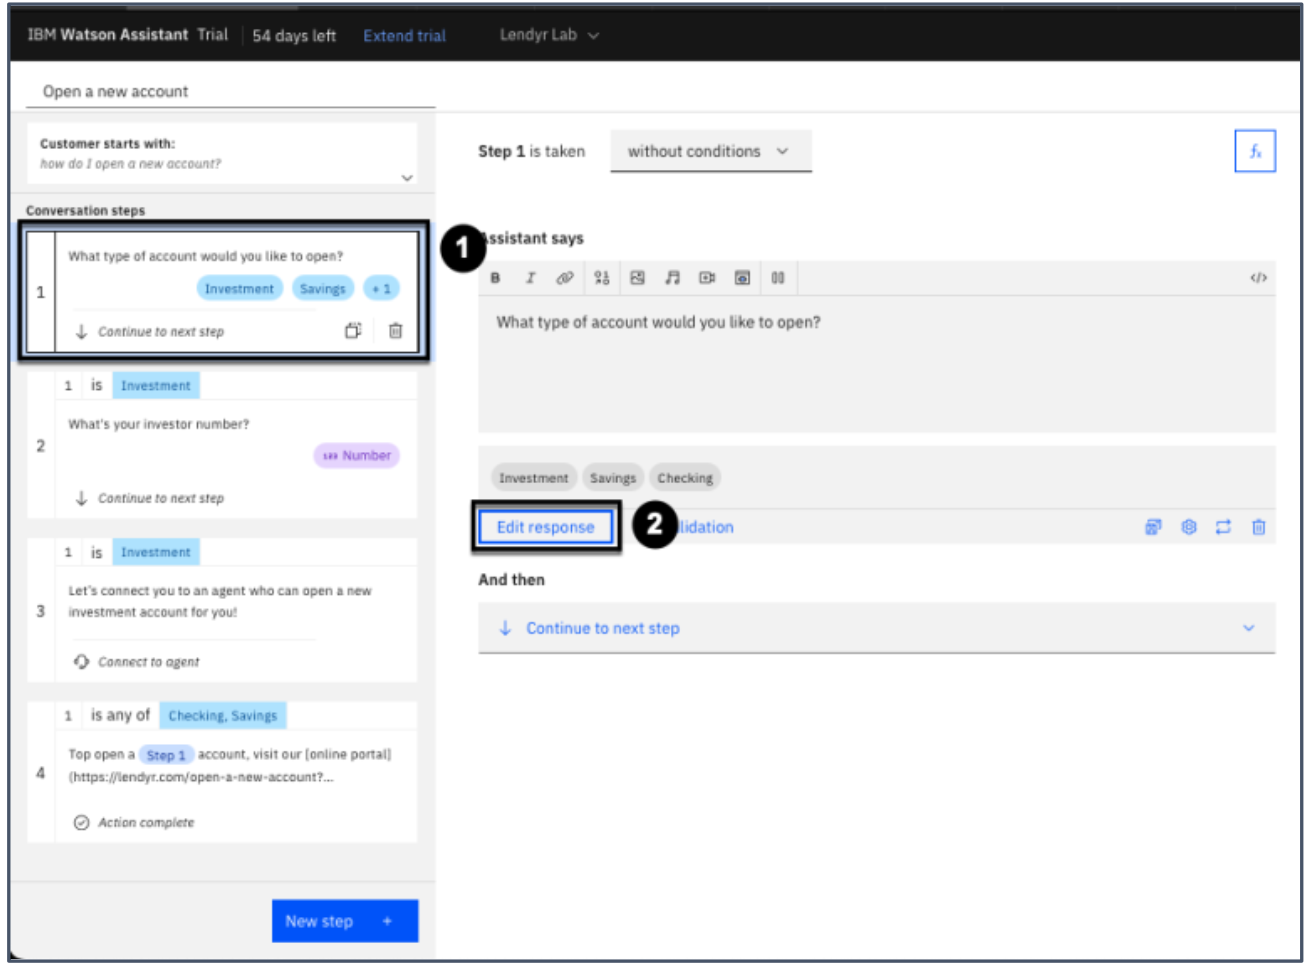 IBM Watson Assistant Trial 54 days left Extend trial Lendyr Lab
Open a new account
Customer starts with:
how do I open a new account?
Conversation steps
1
What type of account would you like to open?
Investment Savings + 1
Continue to next step
1 is Investment
2
What's your investor number?
123 Number
Continue to next step
1 is Investment
3
Let's connect you to an agent who can open a new
investment account for you!
Connect to agent
1 is any of Checking, Savings
4
Top open a Step 1 account, visit our [online portal]
(https://lendyr.com/open-a-new-account?...
Action complete
New step +
Step 1 is taken without conditions
fx
1
Assistant says
B I </>
What type of account would you like to open?
Investment Savings Checking
Edit response 2 lidation
And then
Continue to next step